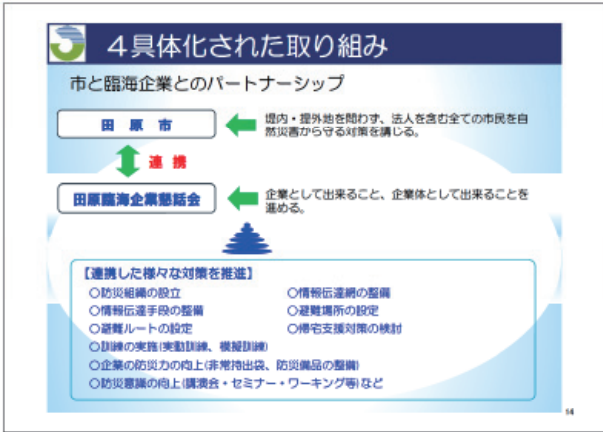 4具体化された取り組み
市と臨海企業とのパートナーシップ
田 原 市
堤内・堤外地を問わず、法人を含む全ての市民を自
然災害から守る対策を講じる。
連 携
田原臨海企業懇話会
企業として出来ること、企業体として出来ることを
進める。
【連携した様々な対策を推進】
○防災組織の設立
○情報伝達網の整備
○情報伝達手段の整備
○避難場所の設定
○避難ルートの設定
○帰宅支援対策の検討
○訓練の実施(実動訓練、模擬訓練)
○企業の防災力の向上(非常持出袋、防災備品の整備)
○防災意識の向上(講演会・セミナー・ワーキング等)など
14